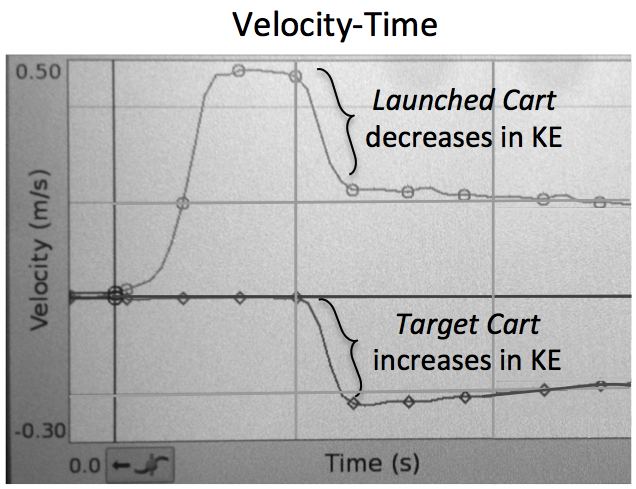 Velocity-Time
0.50
Launched Cart
decreases in KE
Velocity (m/s)
Target Cart
increases in KE
-0.30
0.0
Time (s)